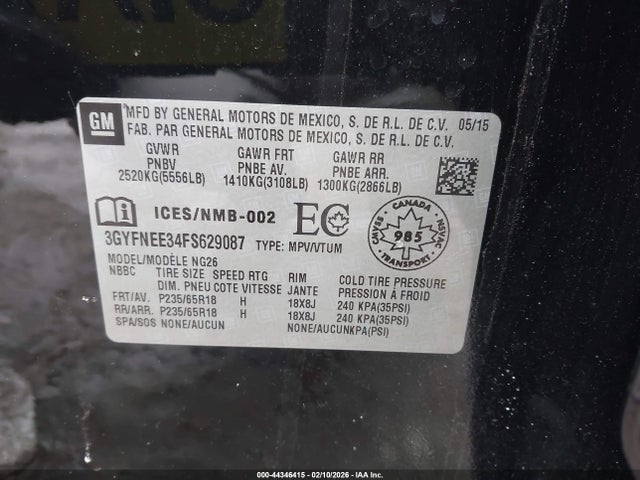 GM
MFD BY GENERAL MOTORS DE MEXICO, S. DE R.L. DE C.V. 05/15
FAB. PAR GENERAL MOTORS DE MEXICO, S. DE R.L. DE C.V.
GVWR GAWR FRT GAWR RR
PNBV PNBE AV. PNBE ARR.
2520KG(5556LB) 1410KG(3108LB) 1300KG(2866LB)
i ICES/NMB-002 EC CANADA
985
CMVSS NSVAC
TRANSPORT
3GYFNEE34FS629087 TYPE: MPV/VTUM
MODEL/MODÈLE NG26
NBBC TIRE SIZE SPEED RTG RIM COLD TIRE PRESSURE
DIM. PNEU COTE VITESSE JANTE PRESSION A FROID
FRT/AV. P235/65R18 H 18X8J 240 KPA(35PSI)
RR/ARR. P235/65R18 H 18X8J 240 KPA(35PSI)
SPA/SOS NONE/AUCUN NONE/AUCUNKPA(PSI)
000-44346415 - 02/10/2026 - IAA Inc.